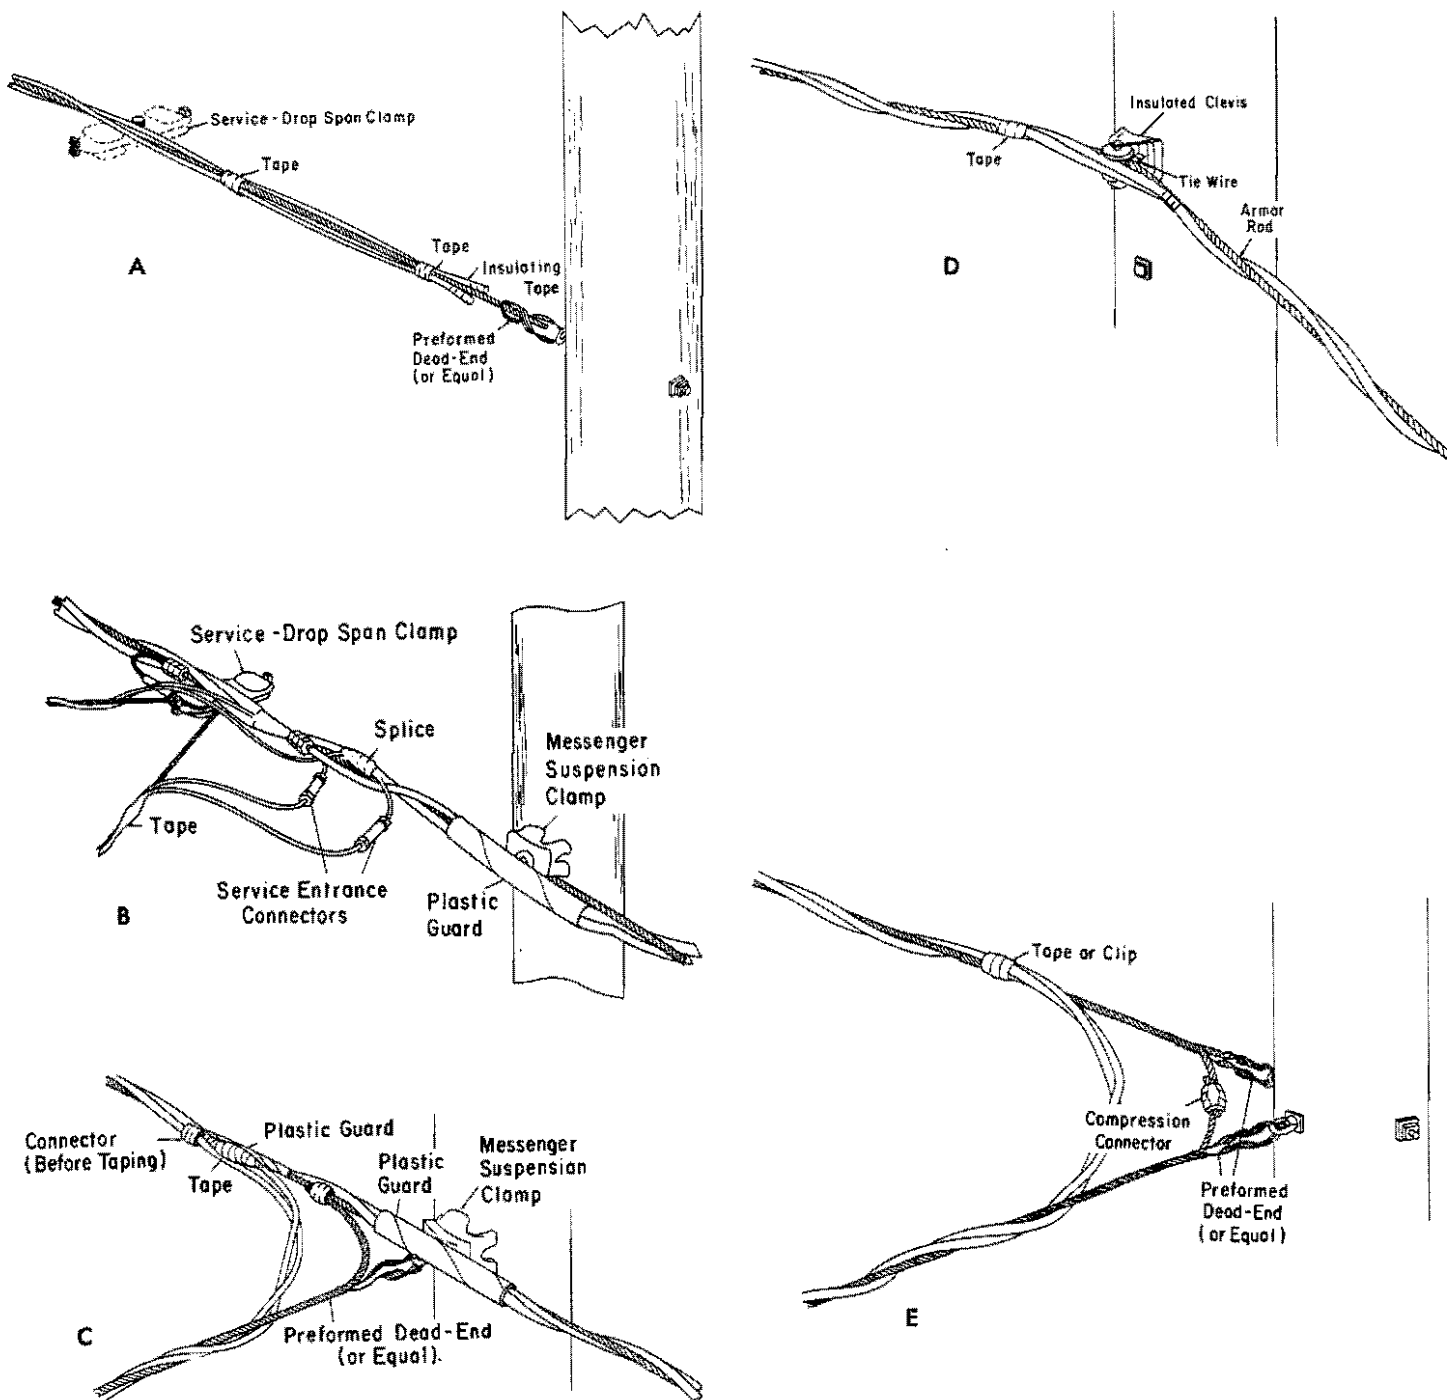 Service-Drop Span Clamp
Tape
Tape
Insulating
Tape
A
Preformed
Dead-End
(or Equal)
Insulated Clevis
Tape
Tie Wire
Armor
Rod
D
Service-Drop Span Clamp
Splice
Messenger
Suspension
Clamp
Tape
Service Entrance
Connectors
Plastic
Guard
B
Connector
(Before Taping)
Plastic Guard
Tape
Plastic
Guard
Messenger
Suspension
Clamp
C
Preformed Dead-End
(or Equal).
Tape or Clip
Compression
Connector
Preformed
Dead-End
(or Equal)
E